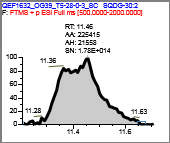 QEF1632_OG39_T5-28-0-3_SC SQDG-30:2
F: FTMS + p ESI Full ms [500.0000-2000.0000]
RT: 11.46
AA: 225415
AH: 21558
SN: 1.78E+014
100
80
60
40
20
0
11.36
11.28
11.63
11.4
11.6